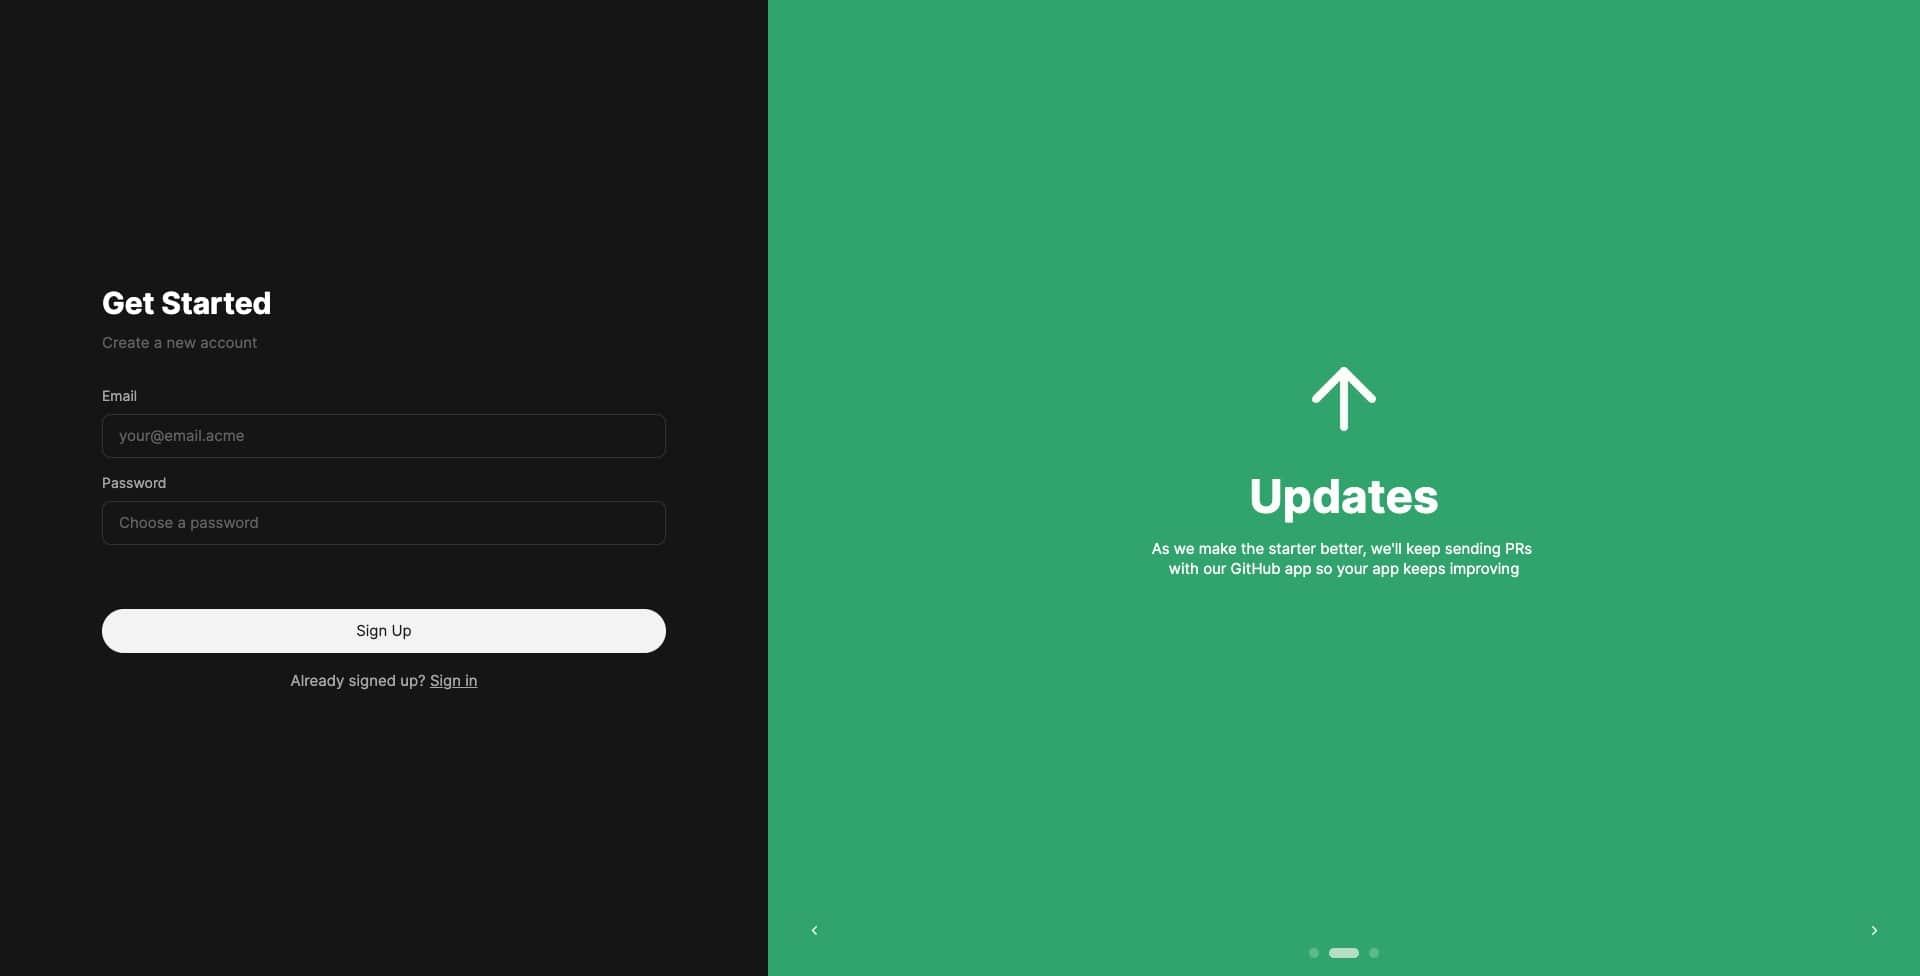 Get Started
Create a new account
Email
your@email.acme
Password
Choose a password
Sign Up
Already signed up? Sign in
Updates
As we make the starter better, we'll keep sending PRs
with our GitHub app so your app keeps improving